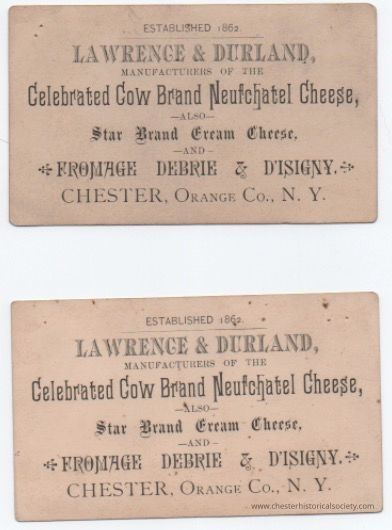 ESTABLISHED 1862.
LAWRENCE & DURLAND,
MANUFACTURERS OF THE
Celebrated Cow Brand Neufchatel Cheese,
—ALSO—
Star Brand Cream Cheese,
—AND—
FROMAGE DEBRIE & D'ISIGNY.
CHESTER, ORANGE CO., N. Y.
ESTABLISHED 1862.
LAWRENCE & DURLAND,
MANUFACTURERS OF THE
Celebrated Cow Brand Neufchatel Cheese,
—ALSO—
Star Brand Cream Cheese,
—AND—
FROMAGE DEBRIE & D'ISIGNY.
CHESTER, ORANGE CO., N. Y.
www.chesterhistoricalsociety.com